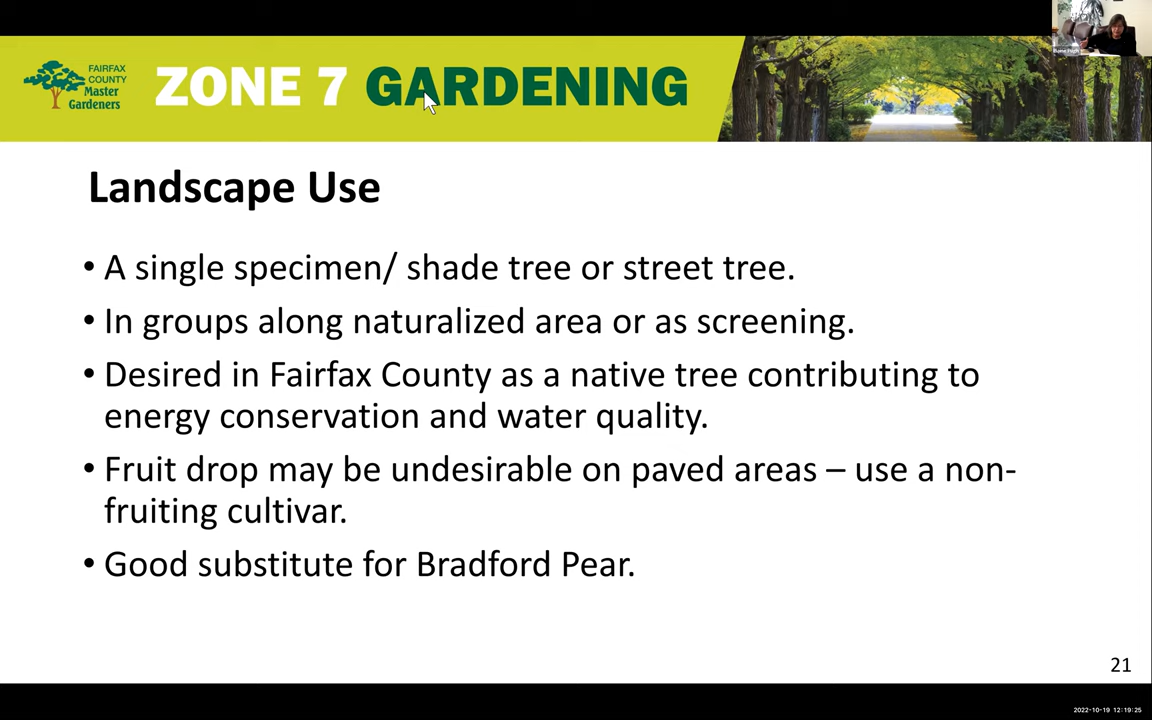 FAIRFAX
COUNTY
Master
Gardeners
ZONE 7 GARDENING
Landscape Use
• A single specimen/ shade tree or street tree.
• In groups along naturalized area or as screening.
• Desired in Fairfax County as a native tree contributing to
energy conservation and water quality.
• Fruit drop may be undesirable on paved areas – use a non-
fruiting cultivar.
• Good substitute for Bradford Pear.
21
2022-10-19 12:19:25